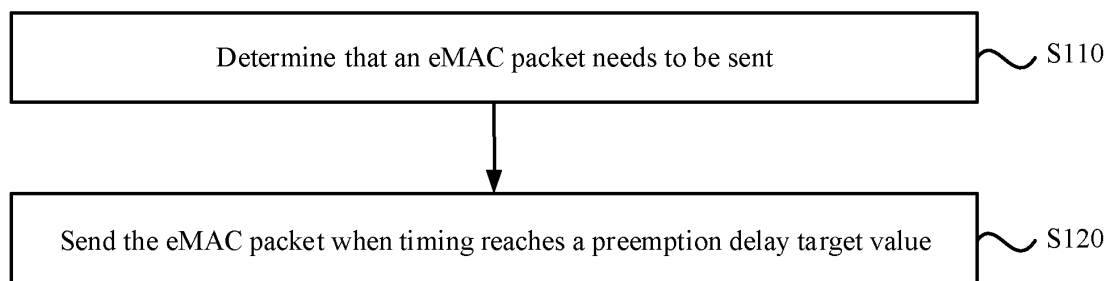 Determine that an eMAC packet needs to be sent
S110
Send the eMAC packet when timing reaches a preemption delay target value
S120